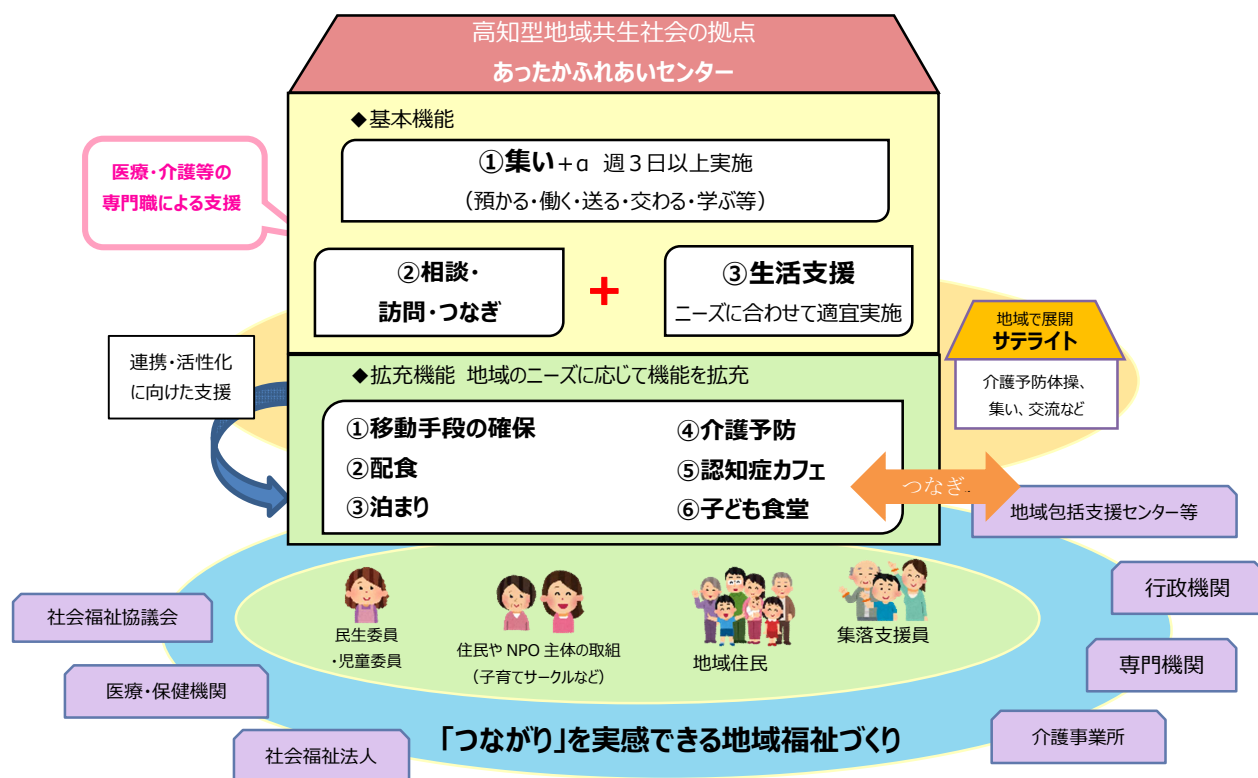 高知型地域共生社会の拠点
あったかふれあいセンター
◆基本機能
①集い+α 週３日以上実施
（預かる・働く・送る・交わる・学ぶ等）
医療・介護等の
専門職による支援
②相談・
訪問・つなぎ
+
③生活支援
ニーズに合わせて適宜実施
地域で展開
サテライト
介護予防体操、
集い、交流など
連携・活性化
に向けた支援
◆拡充機能 地域のニーズに応じて機能を拡充
①移動手段の確保
②配食
③泊まり
④介護予防
⑤認知症カフェ
⑥子ども食堂
つなぎ
地域包括支援センター等
行政機関
専門機関
介護事業所
社会福祉協議会
医療・保健機関
社会福祉法人
民生委員
・児童委員
住民や NPO 主体の取組
（子育てサークルなど）
地域住民
集落支援員
「つながり」を実感できる地域福祉づくり